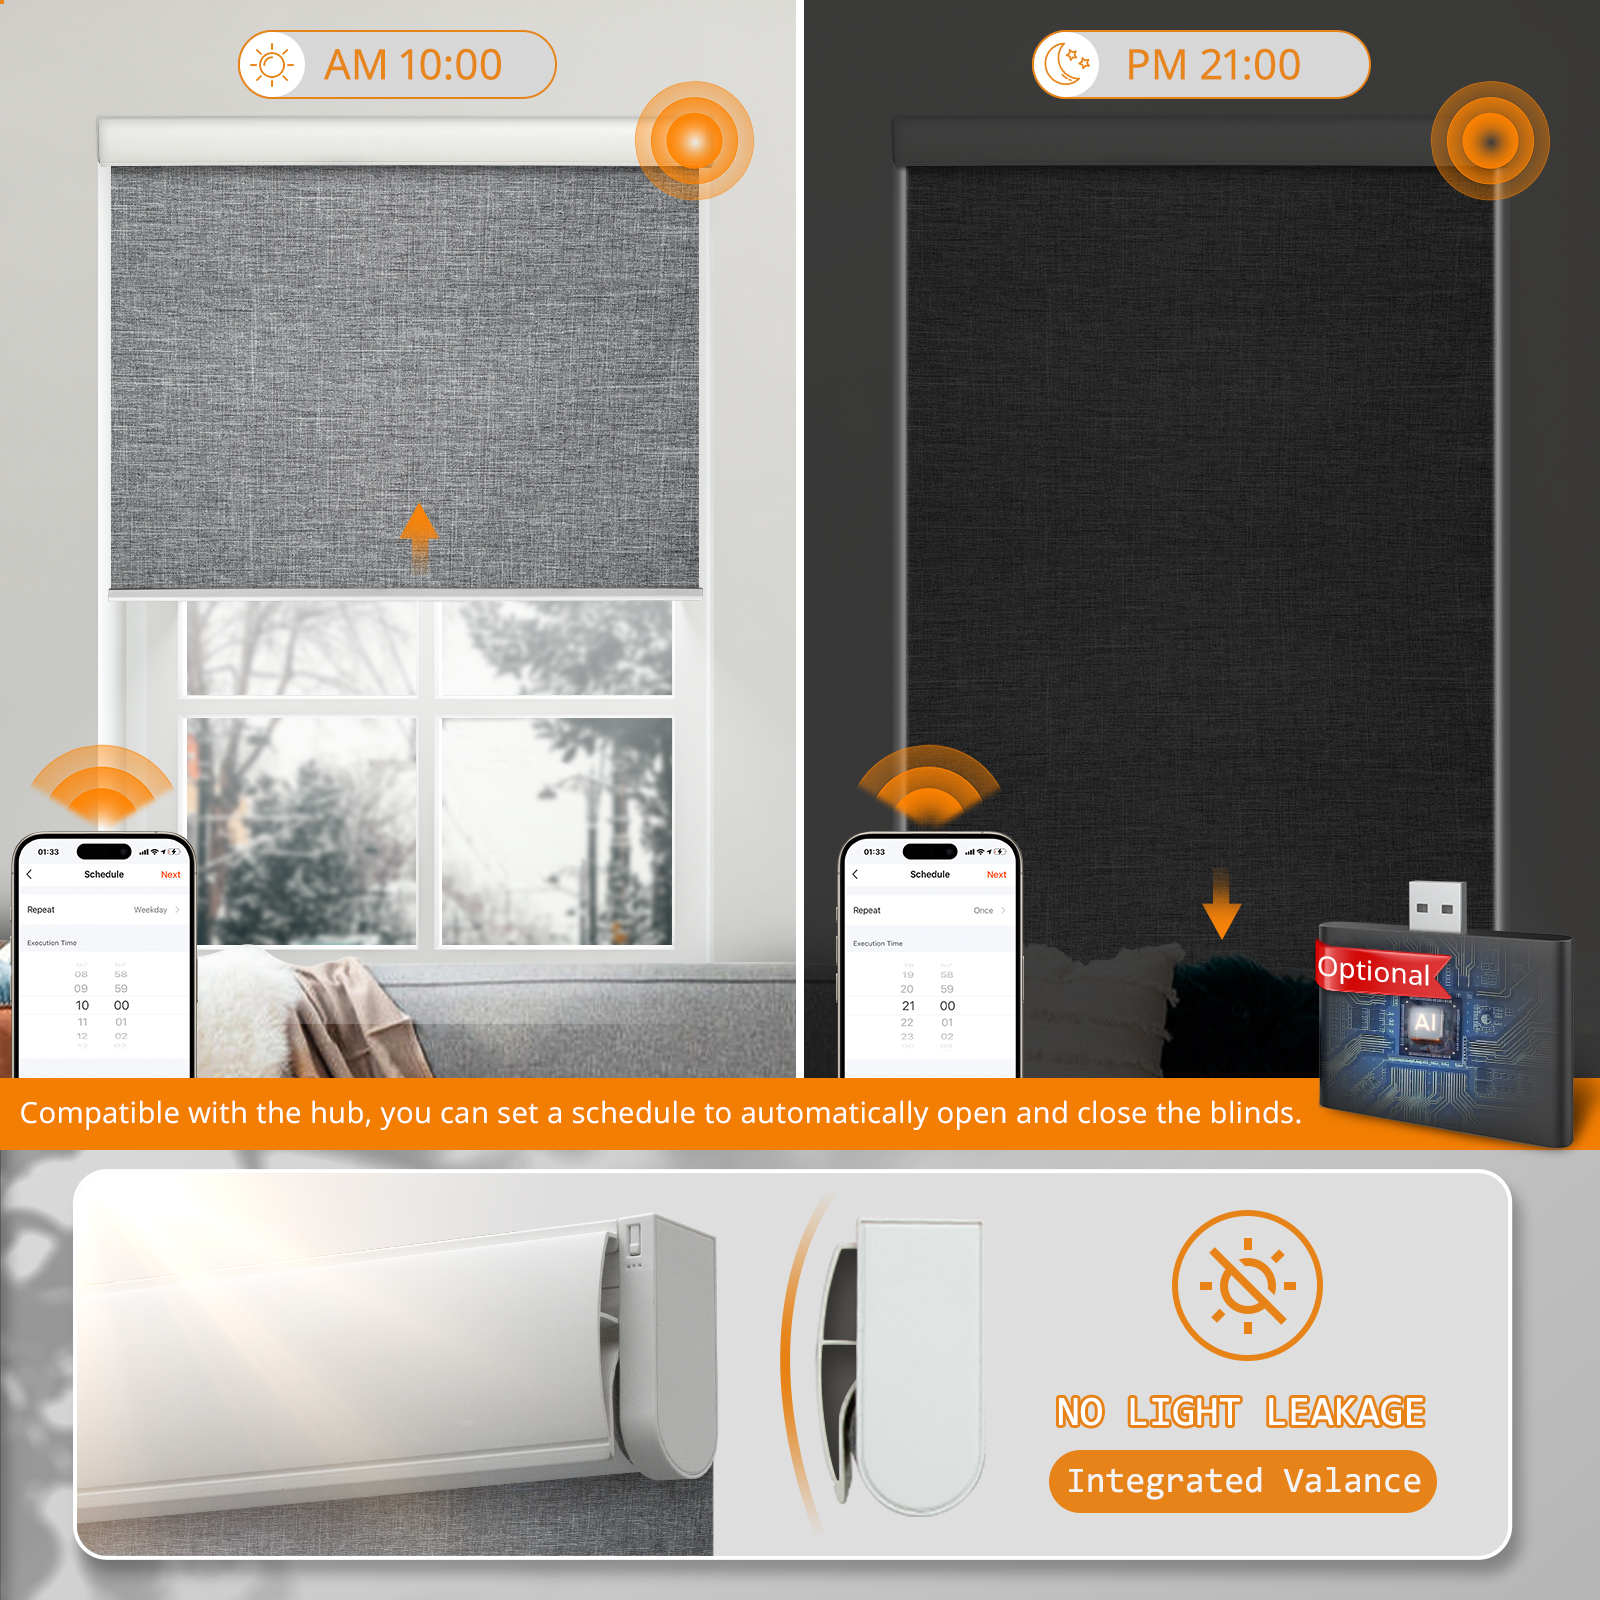 AM 10:00
PM 21:00
01:33
Schedule
Next
Repeat
Weekday
Execution Time
08 58
09 59
10 00
11 01
12 02
01:33
Schedule
Next
Repeat
Once
Execution Time
19 58
20 59
21 00
22 01
23 02
Optional
AI
Compatible with the hub, you can set a schedule to automatically open and close the blinds.
NO LIGHT LEAKAGE
Integrated Valance